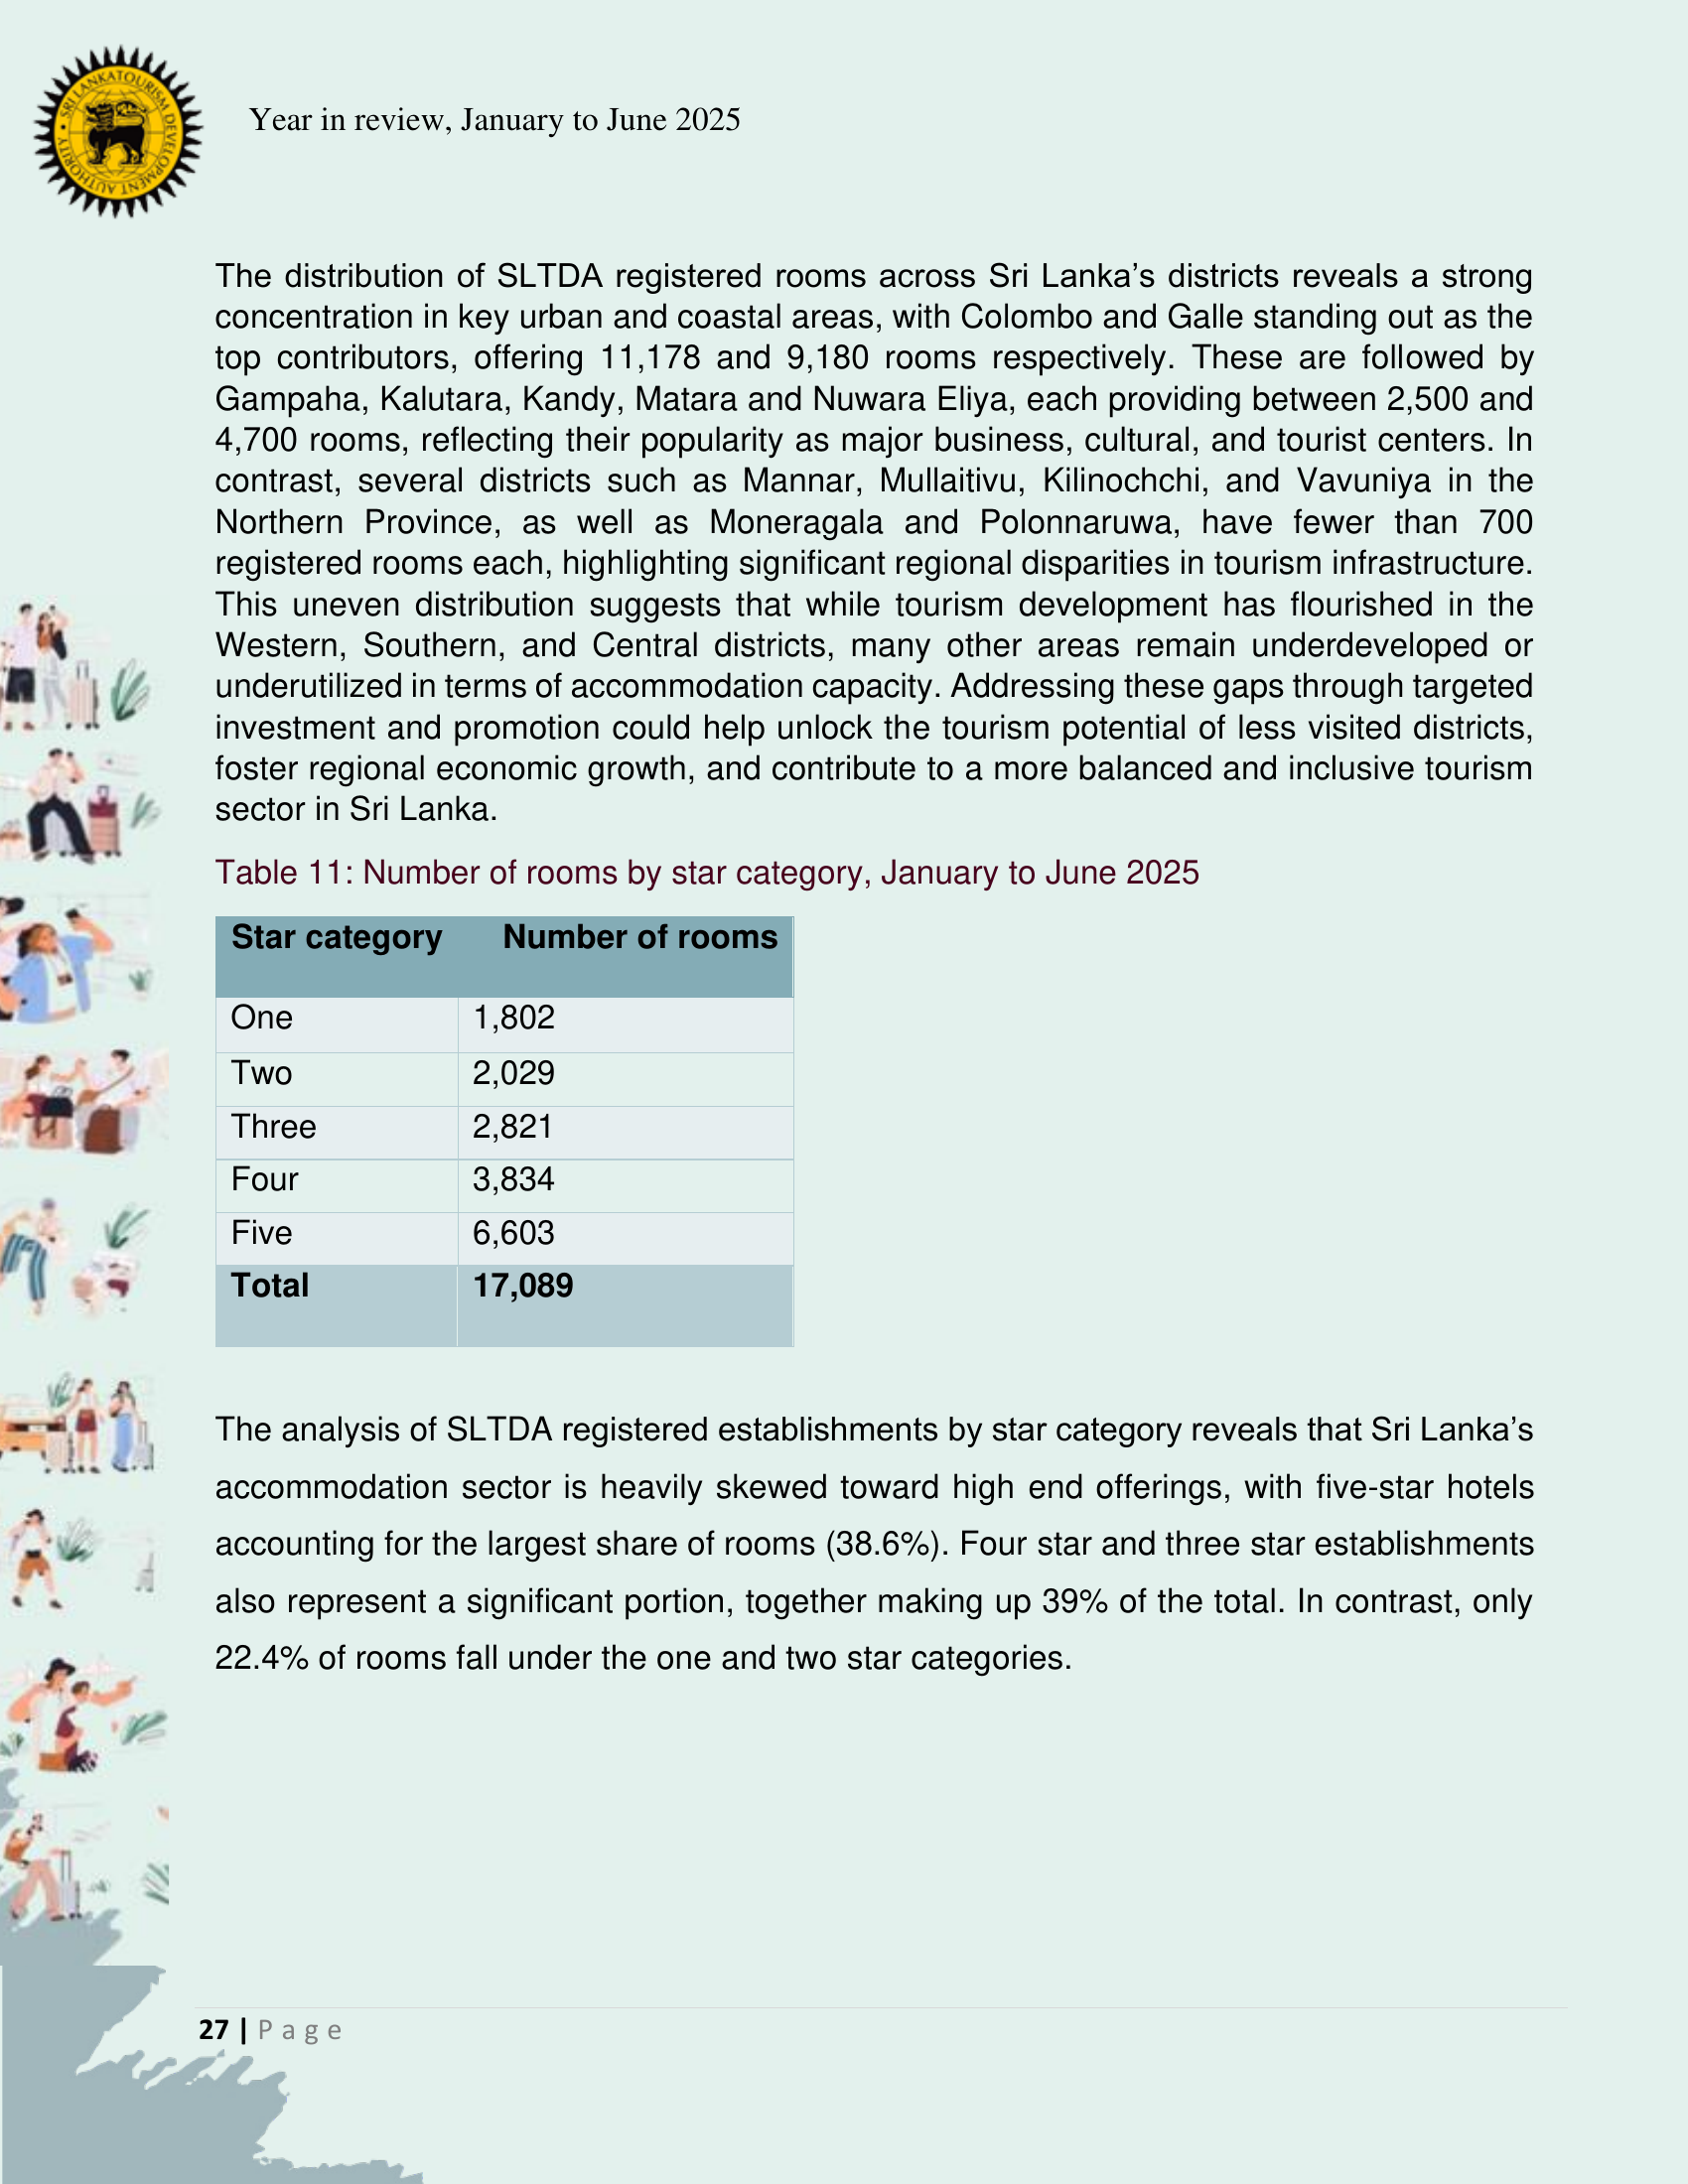 SRI LANKA TOURISM DEVELOPMENT AUTHORITY
Year in review, January to June 2025
The distribution of SLTDA registered rooms across Sri Lanka’s districts reveals a strong
concentration in key urban and coastal areas, with Colombo and Galle standing out as the
top contributors, offering 11,178 and 9,180 rooms respectively. These are followed by
Gampaha, Kalutara, Kandy, Matara and Nuwara Eliya, each providing between 2,500 and
4,700 rooms, reflecting their popularity as major business, cultural, and tourist centers. In
contrast, several districts such as Mannar, Mullaitivu, Kilinochchi, and Vavuniya in the
Northern Province, as well as Moneragala and Polonnaruwa, have fewer than 700
registered rooms each, highlighting significant regional disparities in tourism infrastructure.
This uneven distribution suggests that while tourism development has flourished in the
Western, Southern, and Central districts, many other areas remain underdeveloped or
underutilized in terms of accommodation capacity. Addressing these gaps through targeted
investment and promotion could help unlock the tourism potential of less visited districts,
foster regional economic growth, and contribute to a more balanced and inclusive tourism
sector in Sri Lanka.
Table 11: Number of rooms by star category, January to June 2025
Star category Number of rooms
One 1,802
Two 2,029
Three 2,821
Four 3,834
Five 6,603
Total 17,089
The analysis of SLTDA registered establishments by star category reveals that Sri Lanka’s
accommodation sector is heavily skewed toward high end offerings, with five-star hotels
accounting for the largest share of rooms (38.6%). Four star and three star establishments
also represent a significant portion, together making up 39% of the total. In contrast, only
22.4% of rooms fall under the one and two star categories.
27 | Page